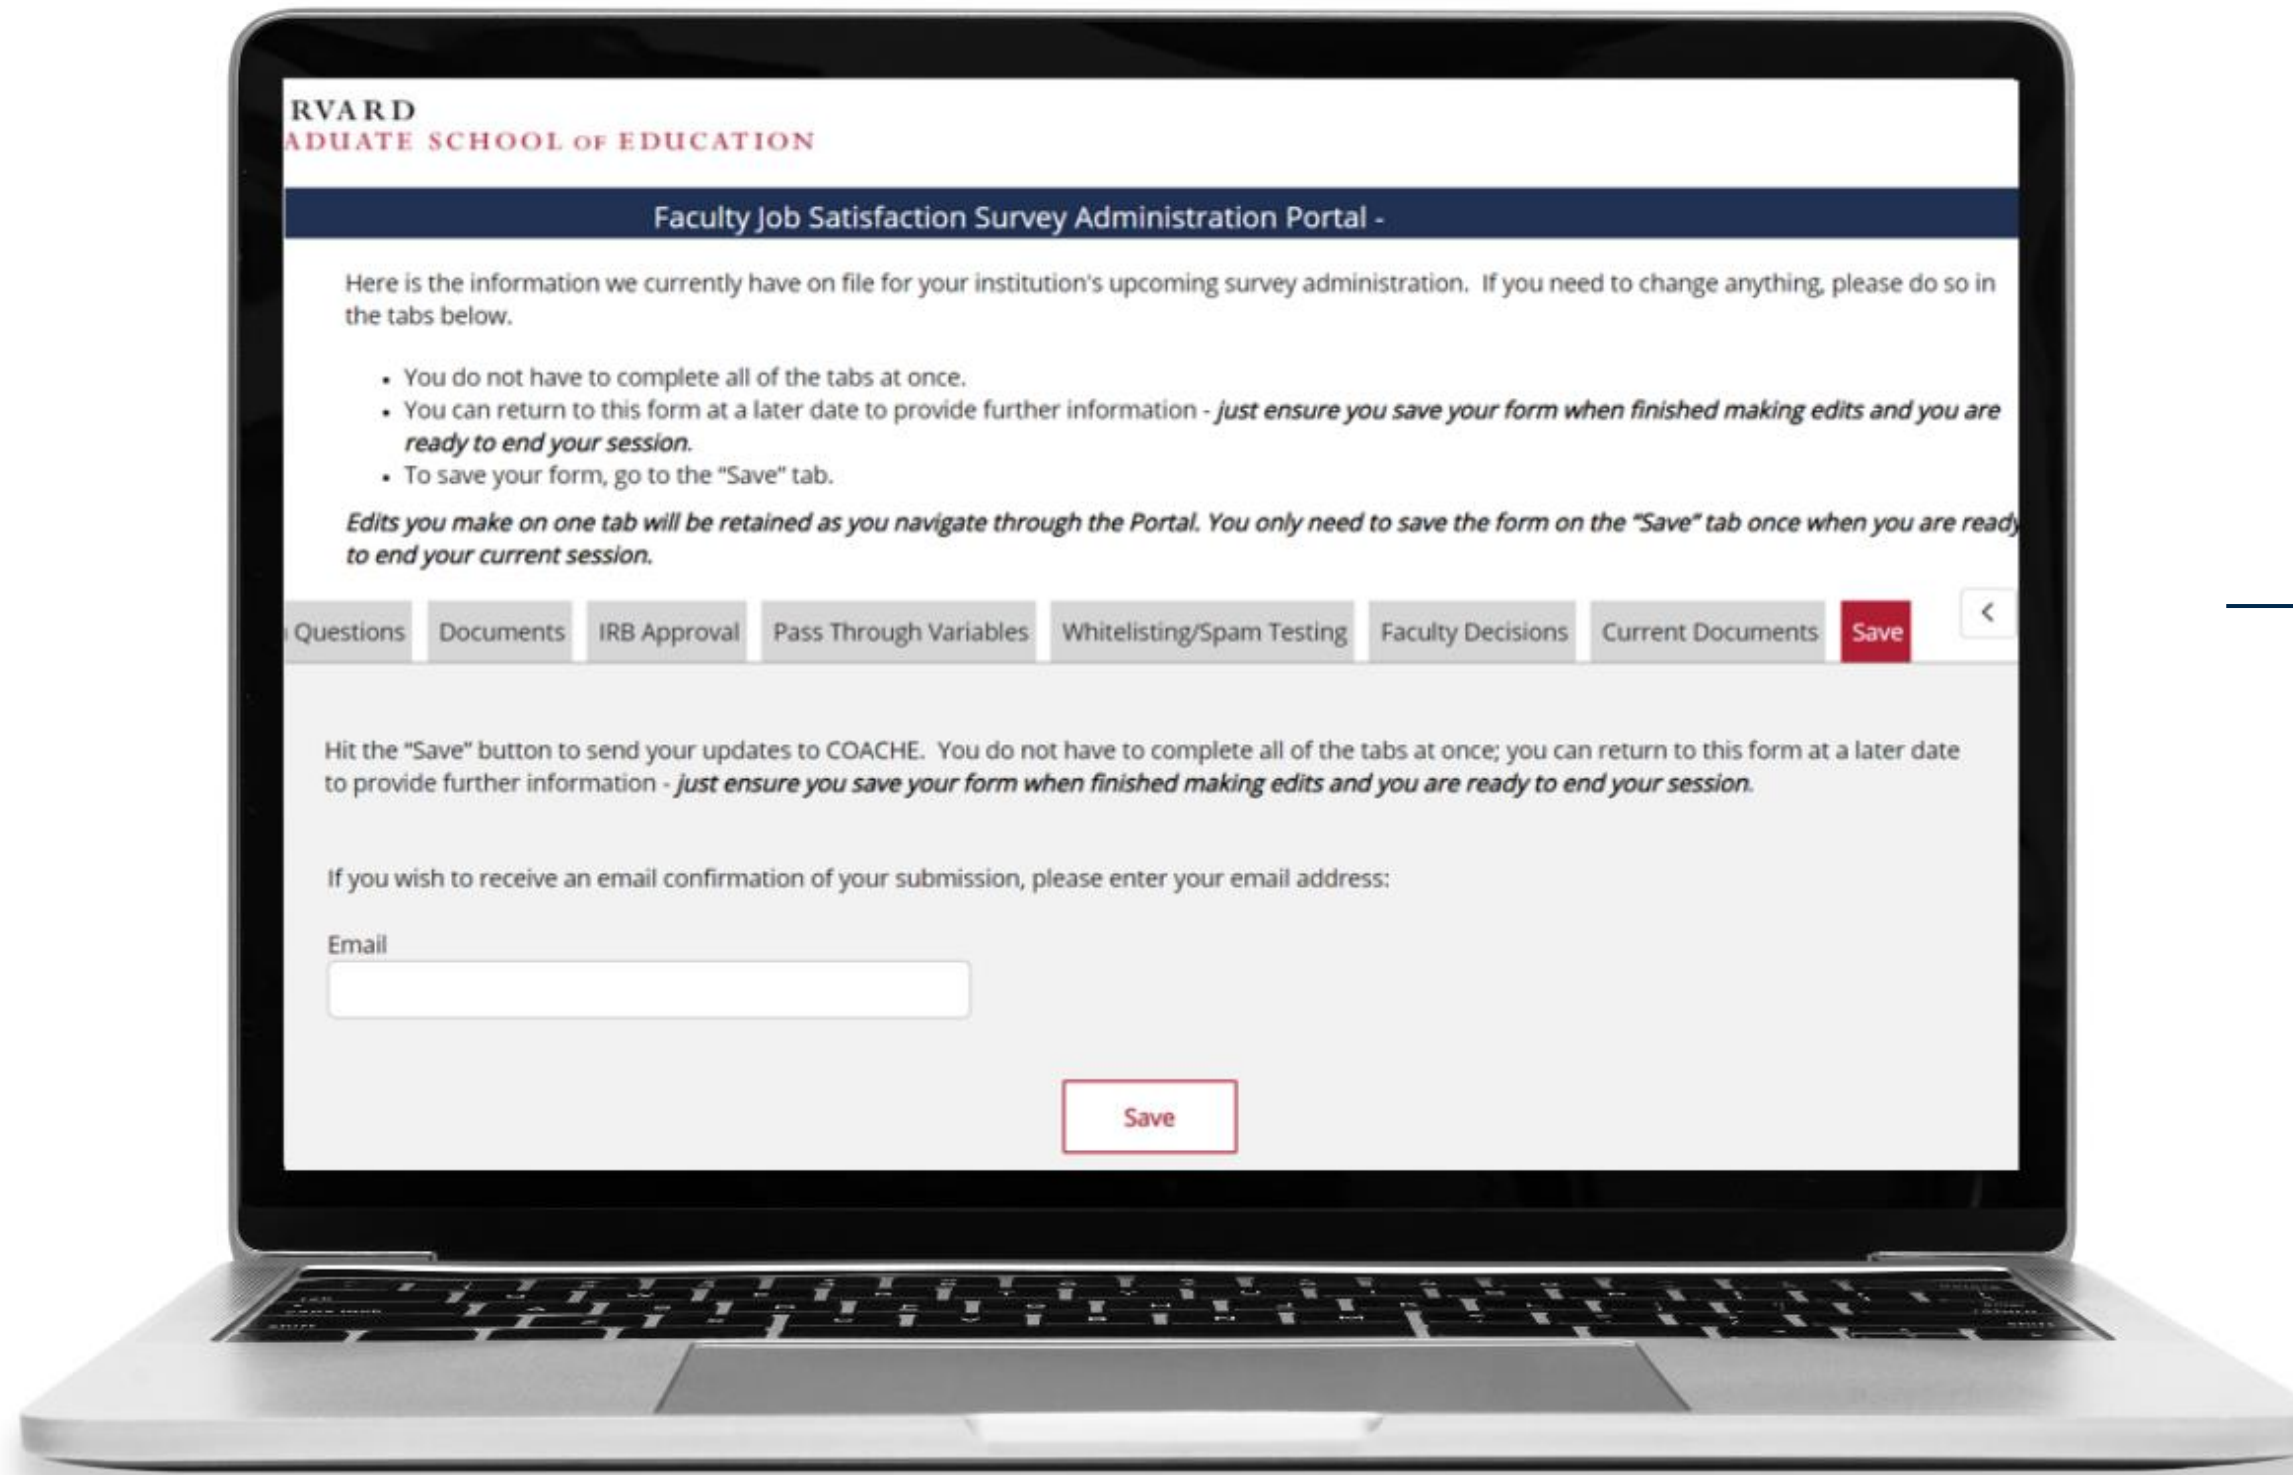 RVARD
ADUATE SCHOOL OF EDUCATION
Faculty Job Satisfaction Survey Administration Portal -
Here is the information we currently have on file for your institution's upcoming survey administration. If you need to change anything, please do so in
the tabs below.
• You do not have to complete all of the tabs at once.
• You can return to this form at a later date to provide further information - just ensure you save your form when finished making edits and you are
ready to end your session.
• To save your form, go to the “Save” tab.
Edits you make on one tab will be retained as you navigate through the Portal. You only need to save the form on the “Save” tab once when you are ready
to end your current session.
Questions Documents IRB Approval Pass Through Variables Whitelisting/Spam Testing Faculty Decisions Current Documents Save <
Hit the “Save” button to send your updates to COACHE. You do not have to complete all of the tabs at once; you can return to this form at a later date
to provide further information - just ensure you save your form when finished making edits and you are ready to end your session.
If you wish to receive an email confirmation of your submission, please enter your email address:
Email
Save